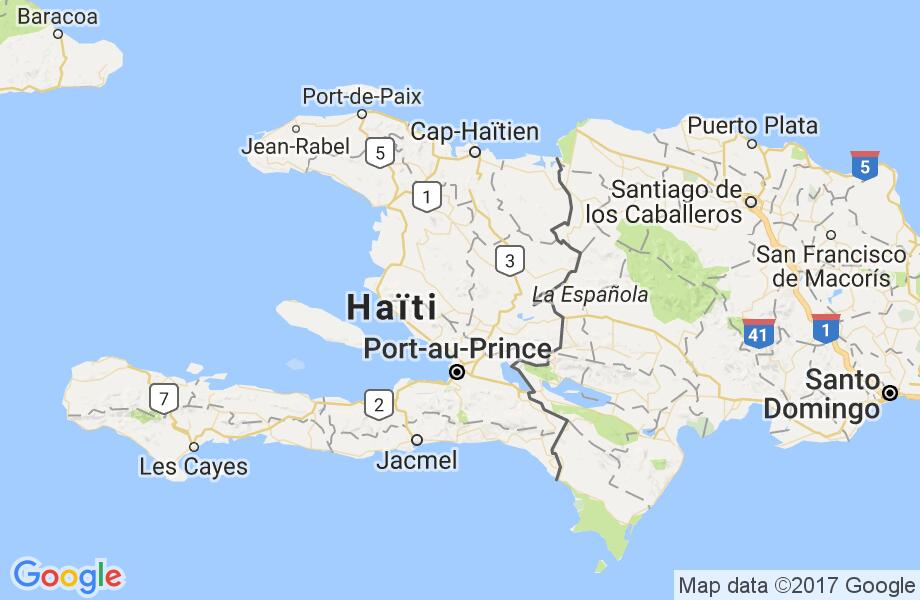 Baracoa
Port-de-Paix
Jean-Rabel
5
Cap-Haïtien
1
Puerto Plata
5
Santiago de
los Caballeros
San Francisco
de Macorís
3
La Española
Haïti
Port-au-Prince
41
1
Santo
Domingo
7
2
Les Cayes
Jacmel
Google
Map data ©2017 Google